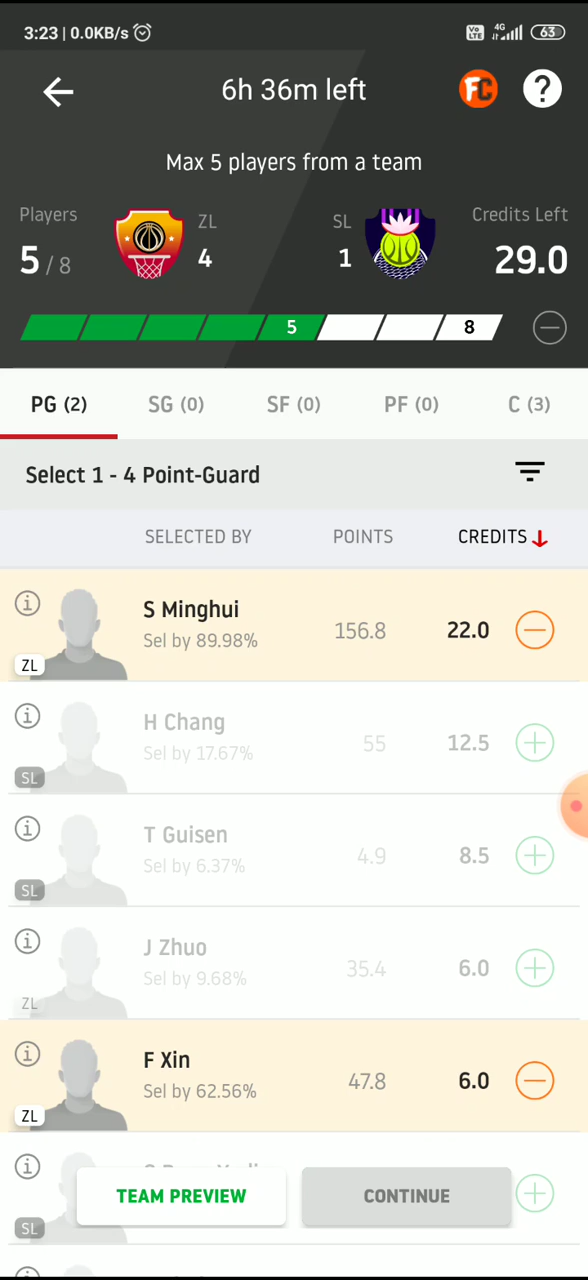 3:23 | 0.0KB/s
Vo LTE 4G 63
6h 36m left
FC ?
Max 5 players from a team
Players ZL SL Credits Left
5 / 8 4 1 29.0
5 8
PG (2) SG (0) SF (0) PF (0) C (3)
Select 1 - 4 Point-Guard
SELECTED BY POINTS CREDITS
S Minghui
Sel by 89.98% 156.8 22.0
ZL
H Chang
Sel by 17.67% 55 12.5
SL
T Guisen
Sel by 6.37% 4.9 8.5
SL
J Zhuo
Sel by 9.68% 35.4 6.0
ZL
F Xin
Sel by 62.56% 47.8 6.0
ZL
TEAM PREVIEW CONTINUE
SL